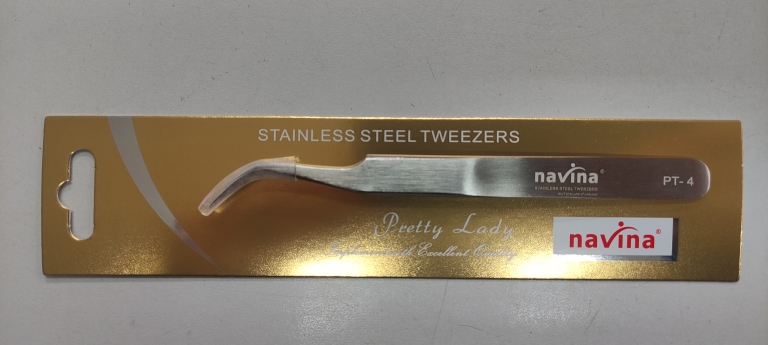 STAINLESS STEEL TWEEZERS
navina®
STAINLESS STEEL TWEEZERS
PT-4
Pretty Lady
Excellent Quality
navina®